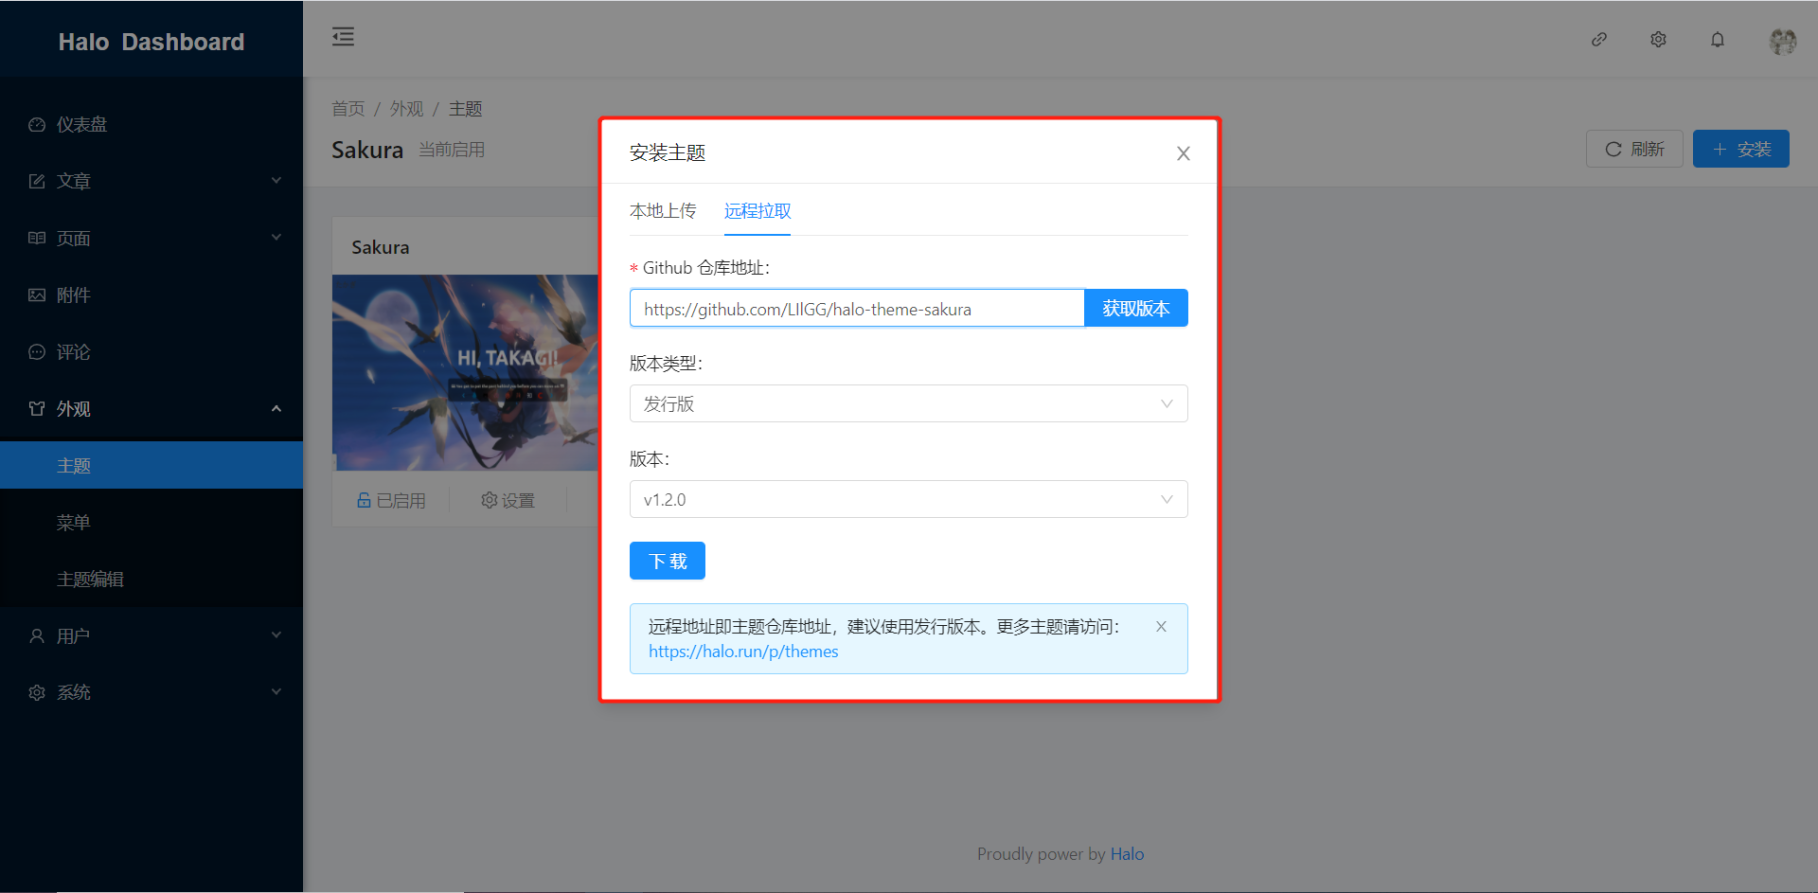 Halo Dashboard
仪表盘
文章
页面
附件
评论
外观
主题
菜单
主题编辑
用户
系统
首页 / 外观 / 主题
Sakura 当前启用
刷新
+ 安装
Sakura
HI, TAKAGI!
已启用
设置
安装主题
本地上传 远程拉取
* Github 仓库地址:
https://github.com/LIlGG/halo-theme-sakura 获取版本
版本类型:
发行版
版本:
v1.2.0
下 载
远程地址即主题仓库地址，建议使用发行版本。更多主题请访问:
https://halo.run/p/themes
Proudly power by Halo